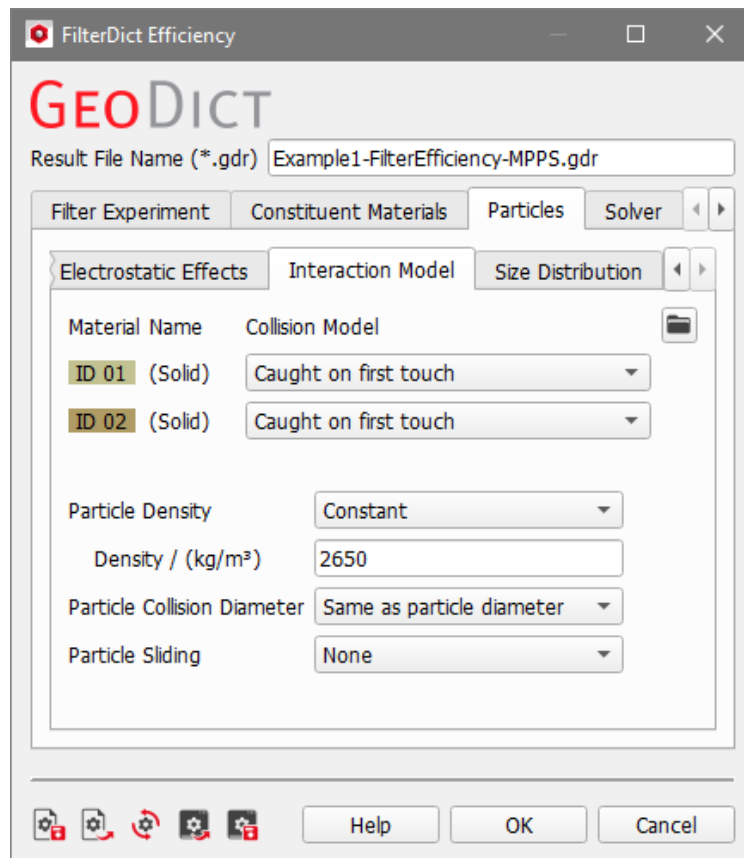 FilterDict Efficiency
GEODICT
Result File Name (*.gdr) Example1-FilterEfficiency-MPPS.gdr
Filter Experiment Constituent Materials Particles Solver
Electrostatic Effects Interaction Model Size Distribution
Material Name Collision Model
ID 01 (Solid) Caught on first touch
ID 02 (Solid) Caught on first touch
Particle Density Constant
Density / (kg/m³) 2650
Particle Collision Diameter Same as particle diameter
Particle Sliding None
Help OK Cancel